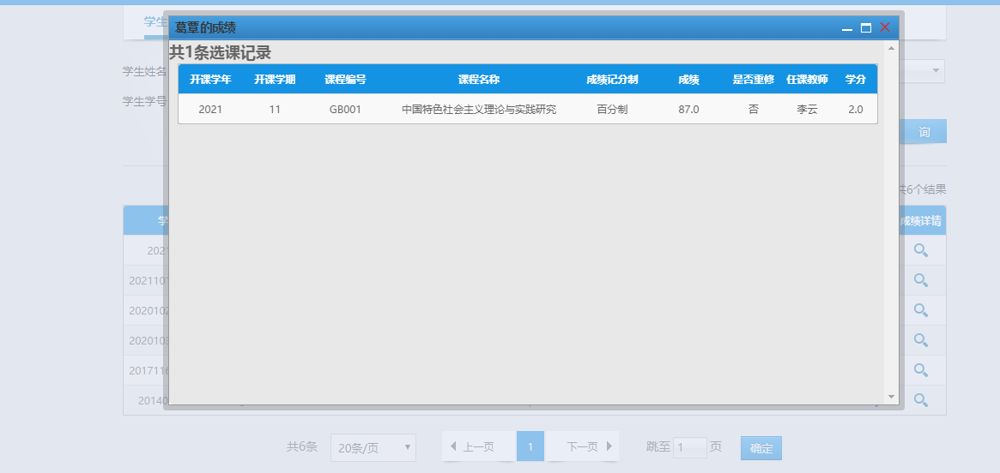 学生
葛覃的成绩
共1条选课记录
学生姓名
开课学年 开课学期 课程编号 课程名称 成绩记分制 成绩 是否重修 任课教师 学分
学生学号
2021 11 GB001 中国特色社会主义理论与实践研究 百分制 87.0 否 李云 2.0
询
共6个结果
学 成绩详情
2021
202110
202010
202010
201711
20140
共6条 20条/页 上一页 1 下一页 跳至 1 页 确定